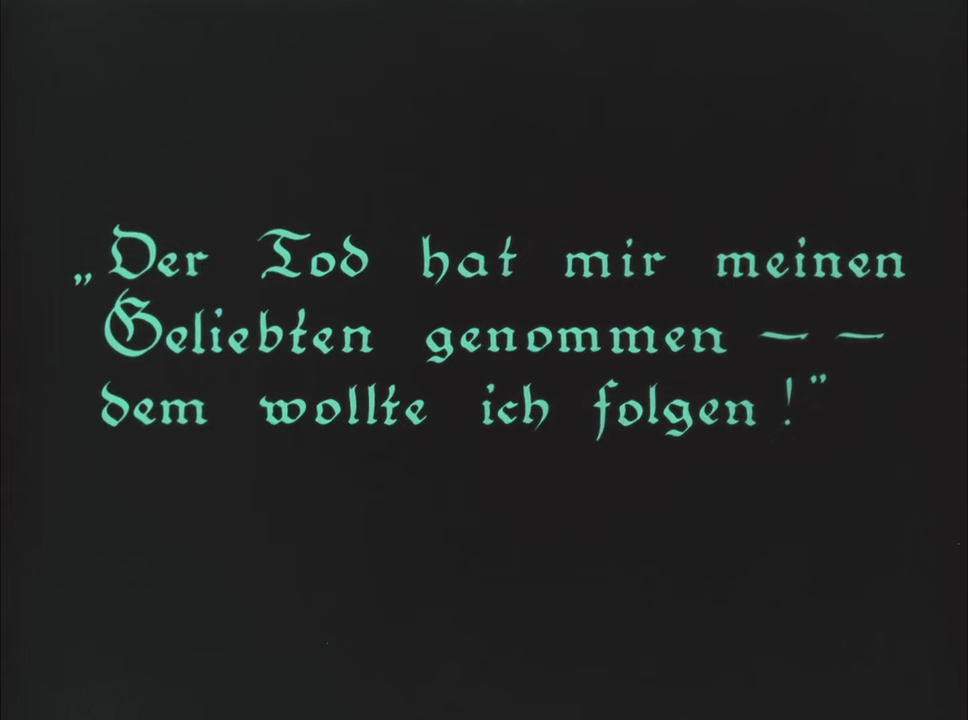 „Der Tod hat mir meinen
Geliebten genommen — —
dem wollte ich folgen!”